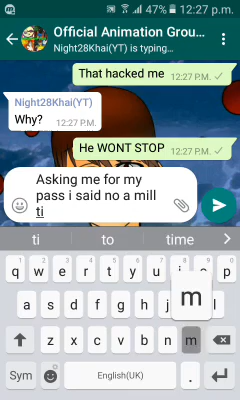 47% 12:27 p.m.
Official Animation Grou...
Night28Khai(YT) is typing...
That hacked me 12:27 P.M.
Night28Khai(YT)
Why? 12:27 P.M.
He WONT STOP 12:27 P.M.
Asking me for my
pass i said no a mill
ti
ti to time
q w e r t y u i o p
a s d f g h j l
m
z x c v b n m
Sym English(UK) .